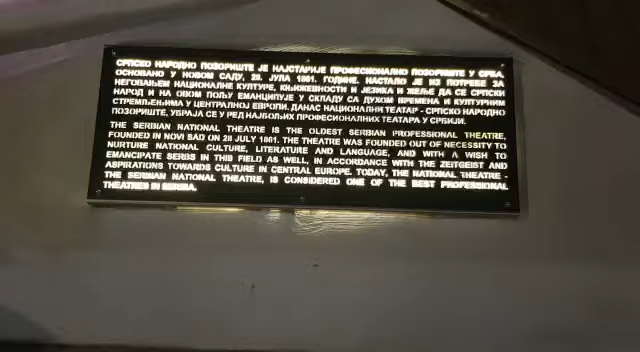 СРПСКО НАРОДНО ПОЗОРИШТЕ ЈЕ НАЈСТАРИЈЕ ПРОФЕСИОНАЛНО ПОЗОРИШТЕ У СРБА,
ОСНОВАНО У НОВОМ САДУ, 28. ЈУЛА 1861. ГОДИНЕ. НАСТАЛО ЈЕ ИЗ ПОТРЕБЕ ЗА
НЕГОВАЊЕМ НАЦИОНАЛНЕ КУЛТУРЕ, КЊИЖЕВНОСТИ И ЈЕЗИКА И ЖЕЉЕ ДА СЕ СРПСКИ
НАРОД И НА ОВОМ ПОЉУ ЕМАНЦИПУЈЕ У СКЛАДУ СА ДУХОМ ВРЕМЕНА И КУЛТУРНИМ
СТРЕМЉЕЊИМА У ЦЕНТРАЛНОЈ ЕВРОПИ. ДАНАС НАЦИОНАЛНИ ТЕАТАР - СРПСКО НАРОДНО
ПОЗОРИШТЕ, УБРАЈА СЕ У РЕД НАЈБОЉИХ ПРОФЕСИОНАЛНИХ ТЕАТАРА У СРБИЈИ.
THE SERBIAN NATIONAL THEATRE IS THE OLDEST SERBIAN PROFESSIONAL THEATRE,
FOUNDED IN NOVI SAD ON 28 JULY 1861. THE THEATRE WAS FOUNDED OUT OF NECESSITY TO
NURTURE NATIONAL CULTURE, LITERATURE AND LANGUAGE, AND WITH A WISH TO
EMANCIPATE SERBS IN THIS FIELD AS WELL, IN ACCORDANCE WITH THE ZEITGEIST AND
ASPIRATIONS TOWARDS CULTURE IN CENTRAL EUROPE. TODAY, THE NATIONAL THEATRE -
THE SERBIAN NATIONAL THEATRE, IS CONSIDERED ONE OF THE BEST PROFESSIONAL
THEATRES IN SERBIA.